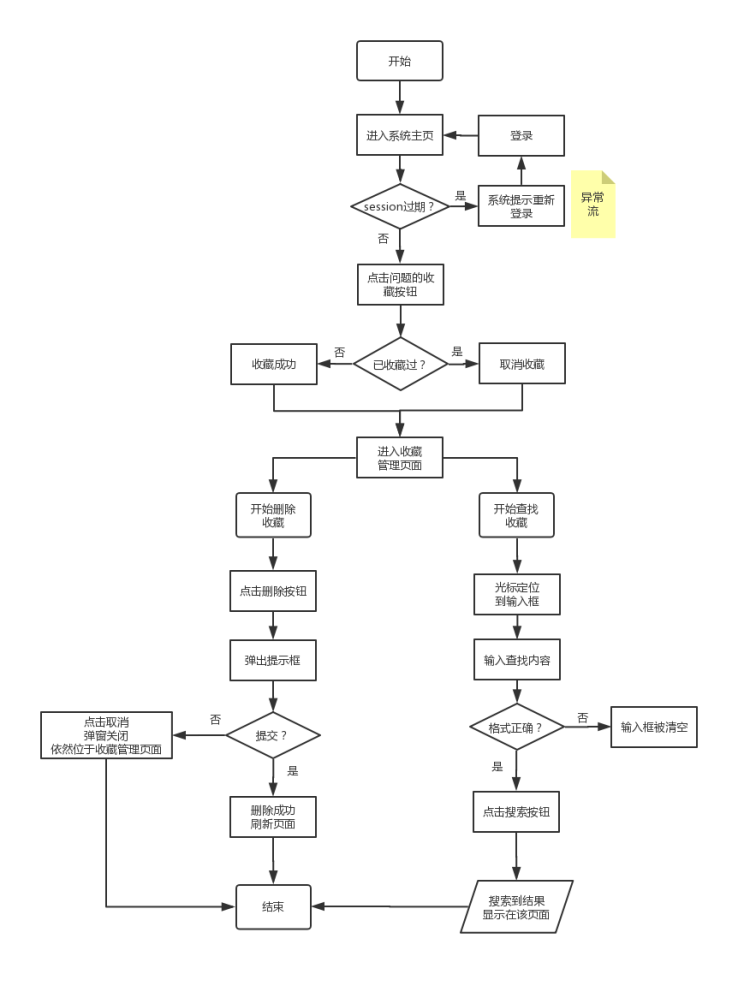 开始
进入系统主页
登录
session过期？
是
系统提示重新
登录
异常
流
否
点击问题的收
藏按钮
收藏成功
否
已收藏过？
是
取消收藏
进入收藏
管理页面
开始删除
收藏
开始查找
收藏
点击删除按钮
光标定位
到输入框
弹出提示框
输入查找内容
点击取消
弹窗关闭
依然位于收藏管理页面
否
提交？
是
格式正确？
否
输入框被清空
是
删除成功
刷新页面
点击搜索按钮
结束
搜索到结果
显示在该页面